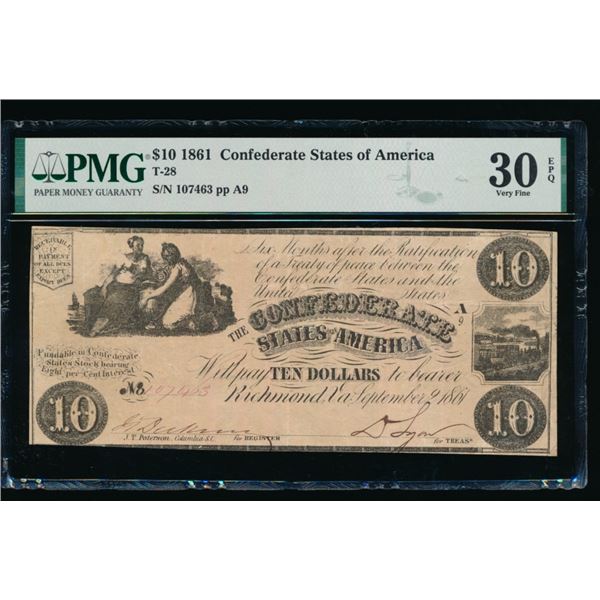 PMG
PAPER MONEY GUARANTY
$10 1861 Confederate States of America
T-28
S/N 107463 pp A9
30 EPQ
Very Fine
RECEIVABLE
IN
PAYMENT
OF ALL DUES
EXCEPT
EXPORT DUES
Six Months after the Ratification
of a Treaty of peace between the
Confederate States and the
United States
10
THE CONFEDERATE
STATES OF AMERICA
A
9
Fundable in Confederate
States Stock bearing
Eight per Cent Interest
Will pay TEN DOLLARS to bearer
No 107463
Richmond, Va September 2 1861
10
10
J. T. Paterson, Columbia S.C.
for REGISTER
for TREASR